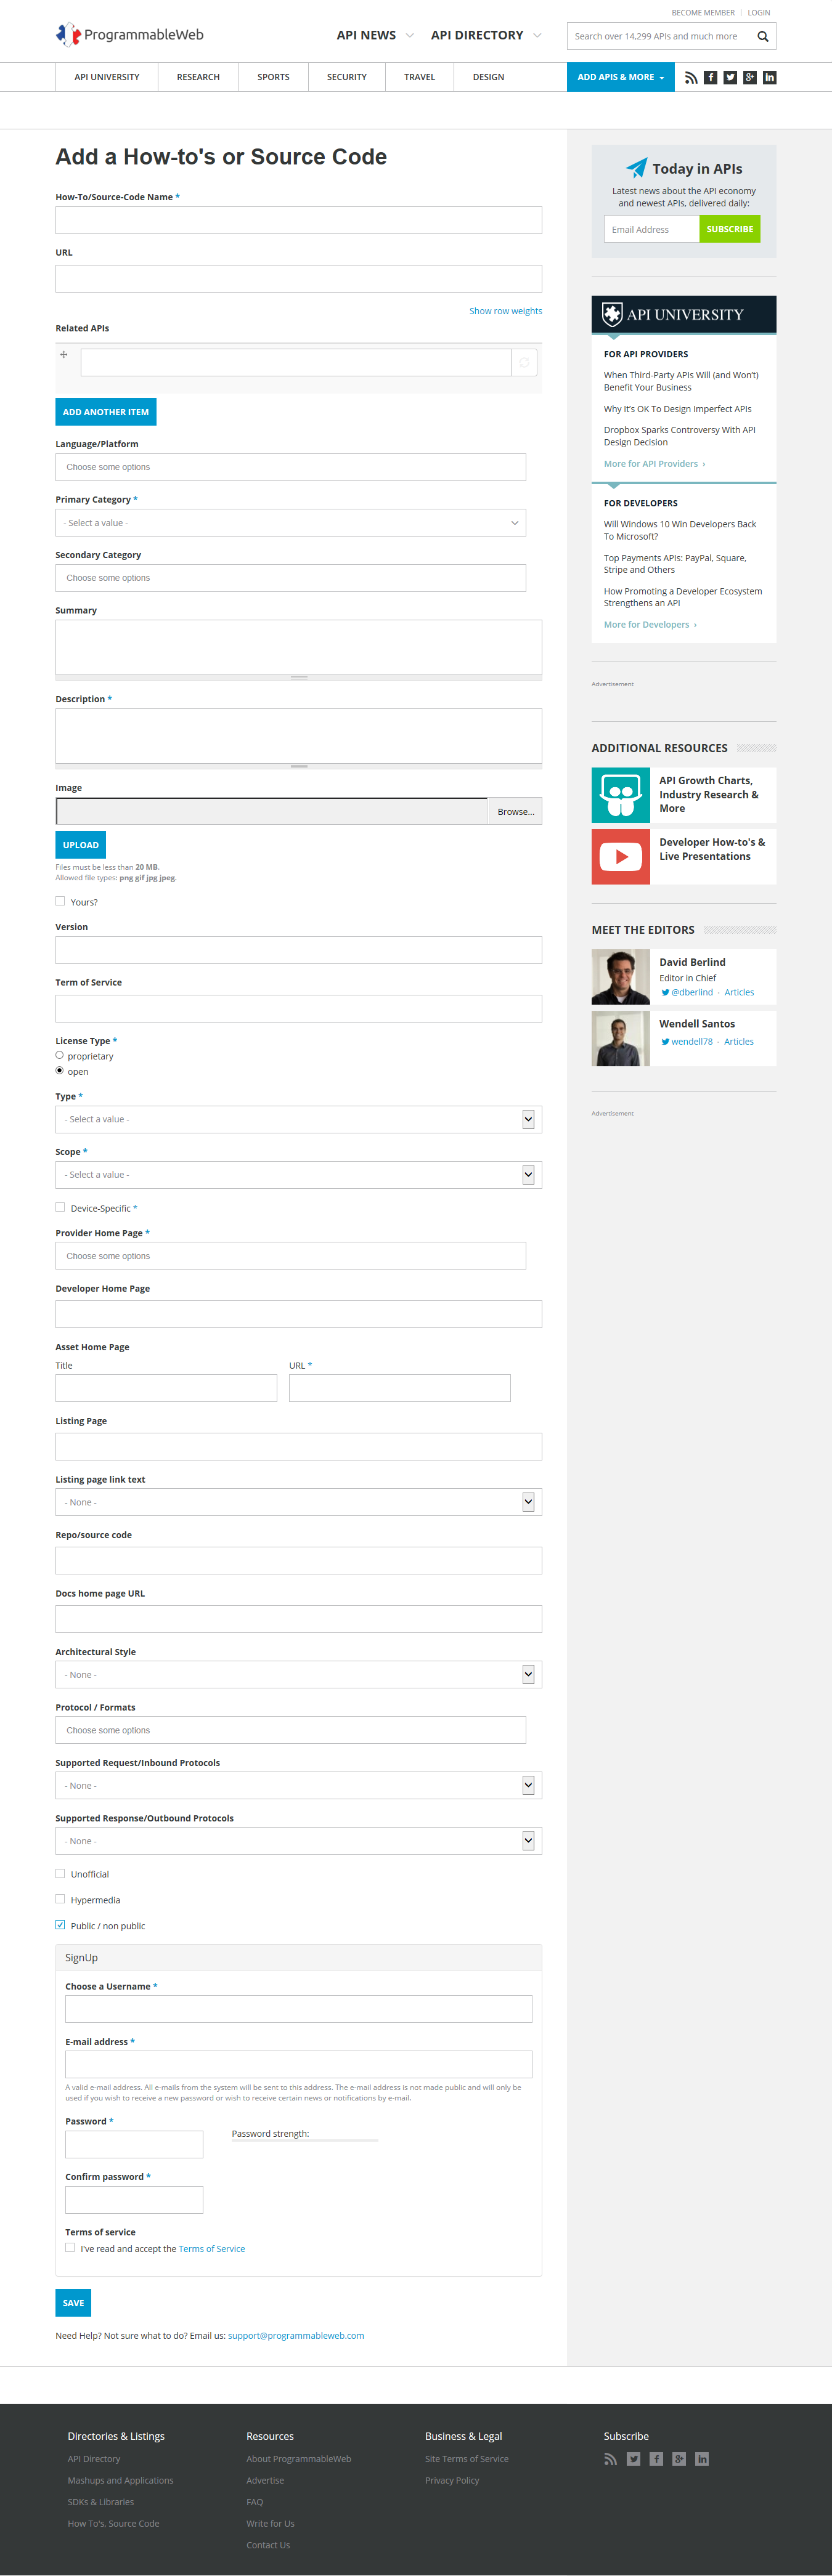 BECOME MEMBER | LOGIN
ProgrammableWeb
API NEWS
API DIRECTORY
Search over 14,299 APIs and much more
API UNIVERSITY
RESEARCH
SPORTS
SECURITY
TRAVEL
DESIGN
ADD APIS & MORE
Add a How-to's or Source Code
How-To/Source-Code Name *
URL
Show row weights
Related APIs
ADD ANOTHER ITEM
Language/Platform
Choose some options
Primary Category *
- Select a value -
Secondary Category
Choose some options
Summary
Description *
Image
Browse...
UPLOAD
Files must be less than 20 MB.
Allowed file types: png gif jpg jpeg.
Yours?
Version
Term of Service
License Type *
proprietary
open
Type *
- Select a value -
Scope *
- Select a value -
Device-Specific *
Provider Home Page *
Choose some options
Developer Home Page
Asset Home Page
Title
URL *
Listing Page
Listing page link text
- None -
Repo/source code
Docs home page URL
Architectural Style
- None -
Protocol / Formats
Choose some options
Supported Request/Inbound Protocols
- None -
Supported Response/Outbound Protocols
- None -
Unofficial
Hypermedia
Public / non public
SignUp
Choose a Username *
E-mail address *
A valid e-mail address. All e-mails from the system will be sent to this address. The e-mail address is not made public and will only be
used if you wish to receive a new password or wish to receive certain news or notifications by e-mail.
Password *
Password strength:
Confirm password *
Terms of service
I've read and accept the Terms of Service
SAVE
Need Help? Not sure what to do? Email us: support@programmableweb.com
Today in APIs
Latest news about the API economy
and newest APIs, delivered daily:
Email Address
SUBSCRIBE
API UNIVERSITY
FOR API PROVIDERS
When Third-Party APIs Will (and Won't)
Benefit Your Business
Why It's OK To Design Imperfect APIs
Dropbox Sparks Controversy With API
Design Decision
More for API Providers ›
FOR DEVELOPERS
Will Windows 10 Win Developers Back
To Microsoft?
Top Payments APIs: PayPal, Square,
Stripe and Others
How Promoting a Developer Ecosystem
Strengthens an API
More for Developers ›
Advertisement
ADDITIONAL RESOURCES
API Growth Charts,
Industry Research &
More
Developer How-to's &
Live Presentations
MEET THE EDITORS
David Berlind
Editor in Chief
@dberlind · Articles
Wendell Santos
wendell78 · Articles
Advertisement
Directories & Listings
API Directory
Mashups and Applications
SDKs & Libraries
How To's, Source Code
Resources
About ProgrammableWeb
Advertise
FAQ
Write for Us
Contact Us
Business & Legal
Site Terms of Service
Privacy Policy
Subscribe